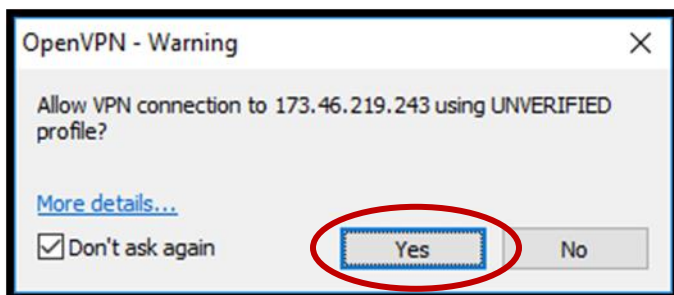 OpenVPN - Warning
Allow VPN connection to 173.46.219.243 using UNVERIFIED
profile?
More details...
Don't ask again
Yes
No